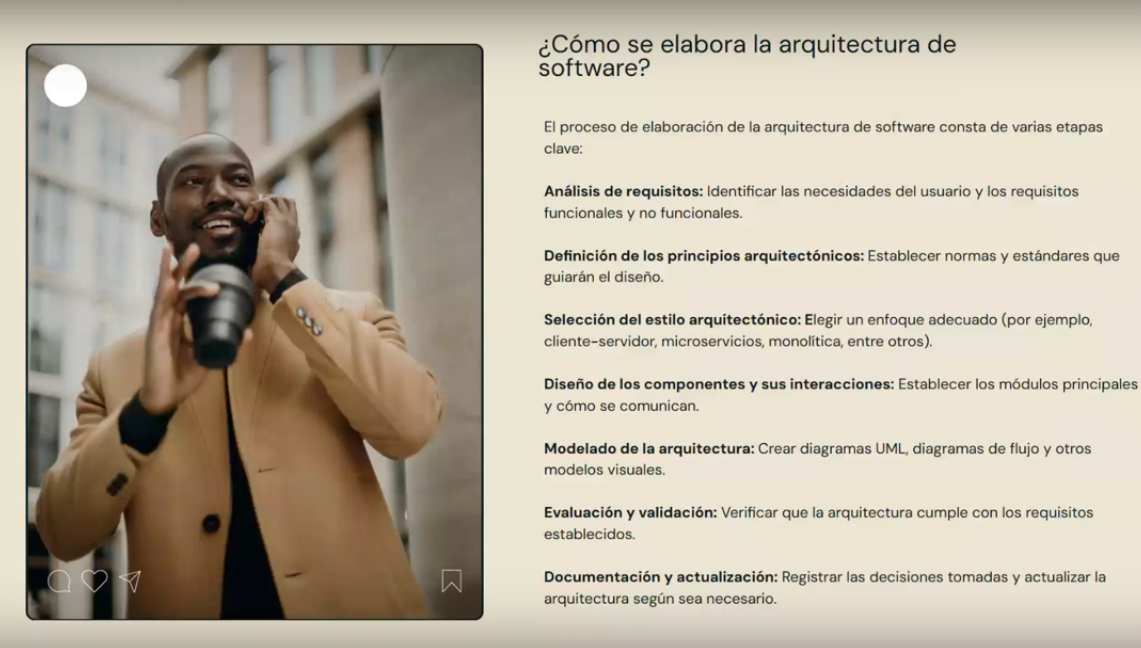 ¿Cómo se elabora la arquitectura de
software?
El proceso de elaboración de la arquitectura de software consta de varias etapas
clave:
Análisis de requisitos: Identificar las necesidades del usuario y los requisitos
funcionales y no funcionales.
Definición de los principios arquitectónicos: Establecer normas y estándares que
guiarán el diseño.
Selección del estilo arquitectónico: Elegir un enfoque adecuado (por ejemplo,
cliente-servidor, microservicios, monolítica, entre otros).
Diseño de los componentes y sus interacciones: Establecer los módulos principales
y cómo se comunican.
Modelado de la arquitectura: Crear diagramas UML, diagramas de flujo y otros
modelos visuales.
Evaluación y validación: Verificar que la arquitectura cumple con los requisitos
establecidos.
Documentación y actualización: Registrar las decisiones tomadas y actualizar la
arquitectura según sea necesario.